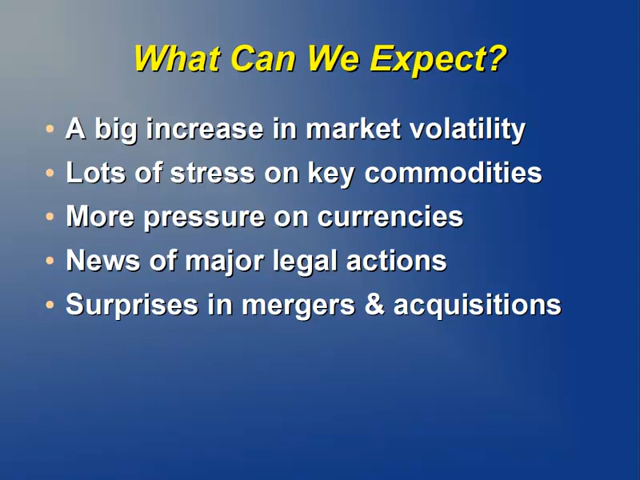 What Can We Expect?
• A big increase in market volatility
• Lots of stress on key commodities
• More pressure on currencies
• News of major legal actions
• Surprises in mergers & acquisitions